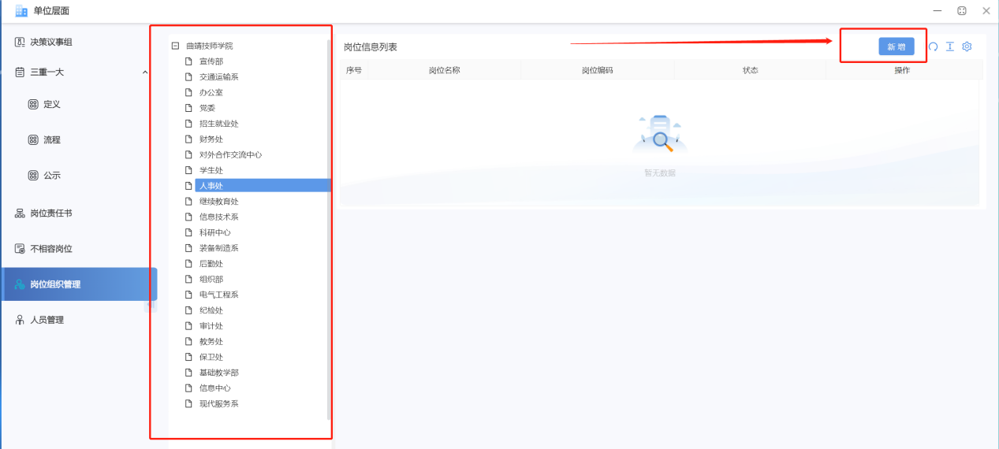 单位层面
决策议事组
三重一大
定义
流程
公示
岗位责任书
不相容岗位
岗位组织管理
人员管理
曲靖技师学院
宣传部
交通运输系
办公室
党委
招生就业处
财务处
对外合作交流中心
学生处
人事处
继续教育处
信息技术系
科研中心
装备制造系
后勤处
组织部
电气工程系
纪检处
审计处
教务处
保卫处
基础教学部
信息中心
现代服务系
岗位信息列表
新增
序号 岗位名称 岗位编码 状态 操作
暂无数据